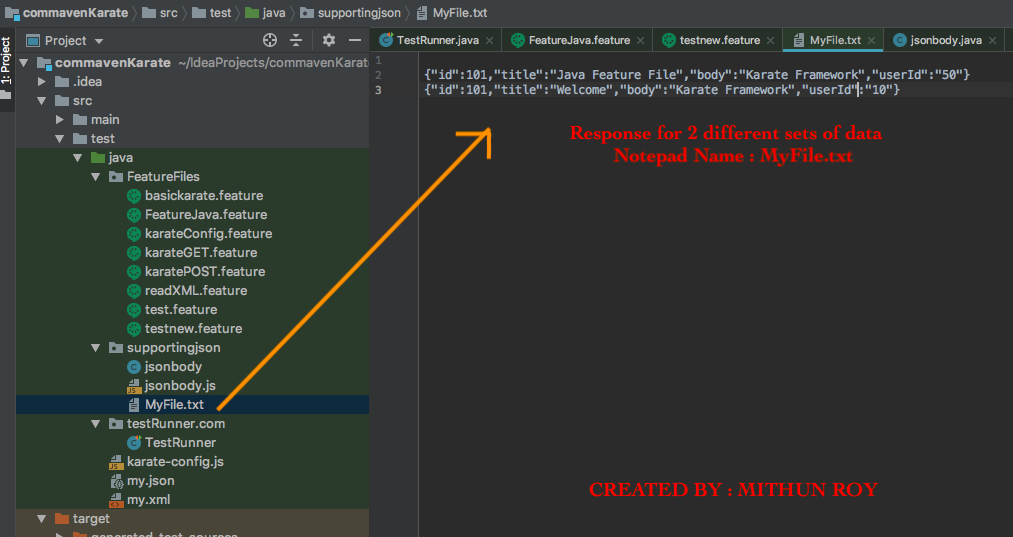 commavenKarate src test java supportingjson MyFile.txt
1: Project
Project
TestRunner.java FeatureJava.feature testnew.feature MyFile.txt jsonbody.java
commavenKarate ~/IdeaProjects/commavenKarat
.idea
src
main
test
java
FeatureFiles
basickarate.feature
FeatureJava.feature
karateConfig.feature
karateGET.feature
karatePOST.feature
readXML.feature
test.feature
testnew.feature
supportingjson
jsonbody
jsonbody.js
MyFile.txt
testRunner.com
TestRunner
karate-config.js
my.json
my.xml
target
generated_test_sources
1
2 {"id":101,"title":"Java Feature File","body":"Karate Framework","userId":"50"}
3 {"id":101,"title":"Welcome","body":"Karate Framework","userId":"10"}
Response for 2 different sets of data
Notepad Name : MyFile.txt
CREATED BY : MITHUN ROY